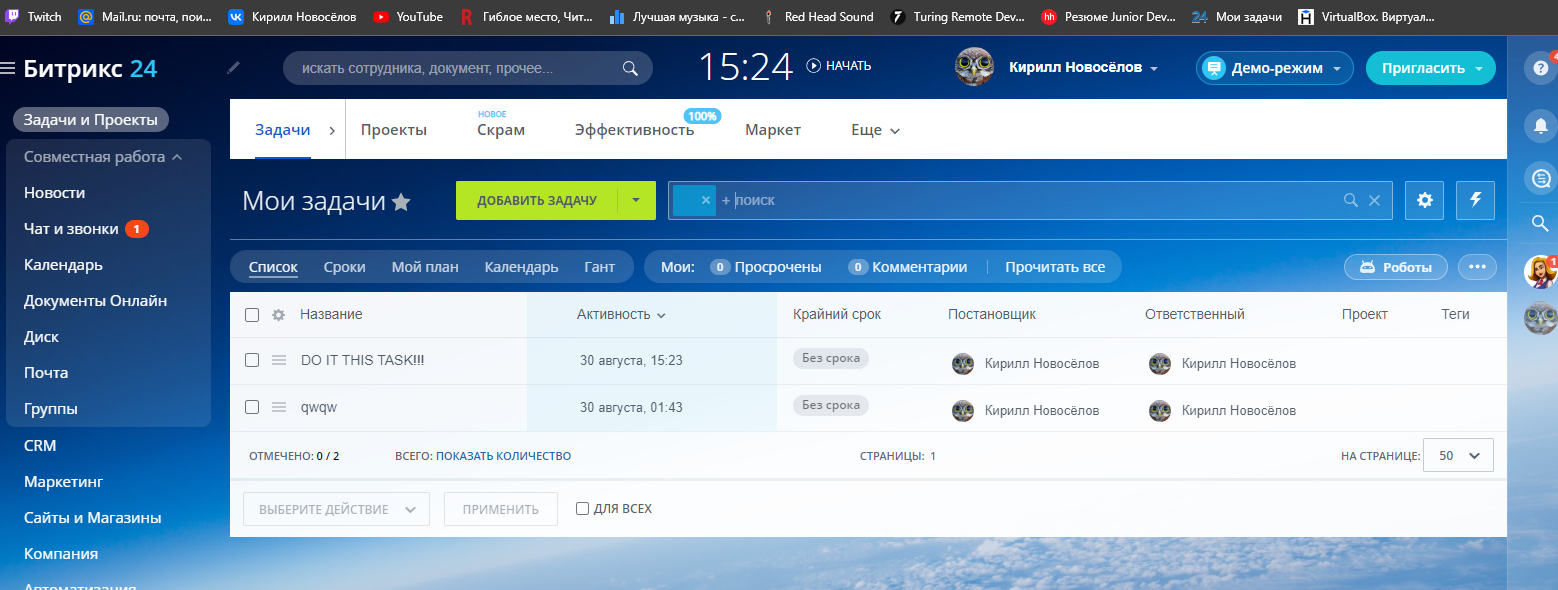 Twitch Mail.ru: почта, пои... Кирилл Новосёлов YouTube Гиблое место, Чит... Лучшая музыка - с... Red Head Sound Turing Remote Dev... hh Резюме Junior Dev... 24 Мои задачи VirtualBox. Виртуал...
Битрикс 24 искать сотрудника, документ, прочее... 15:24 НАЧАТЬ Кирилл Новосёлов Демо-режим Пригласить ?
Задачи и Проекты
Совместная работа
Новости
Чат и звонки 1
Календарь
Документы Онлайн
Диск
Почта
Группы
CRM
Маркетинг
Сайты и Магазины
Компания
Автоматизация
НОВОЕ 100%
Задачи Проекты Скрам Эффективность Маркет Еще
Мои задачи ДОБАВИТЬ ЗАДАЧУ × + поиск
Список Сроки Мой план Календарь Гант Мои: 0 Просрочены 0 Комментарии Прочитать все Роботы ...
Название Активность Крайний срок Постановщик Ответственный Проект Теги
DO IT THIS TASK!!! 30 августа, 15:23 Без срока Кирилл Новосёлов Кирилл Новосёлов
qwqw 30 августа, 01:43 Без срока Кирилл Новосёлов Кирилл Новосёлов
ОТМЕЧЕНО: 0 / 2 ВСЕГО: ПОКАЗАТЬ КОЛИЧЕСТВО СТРАНИЦЫ: 1 НА СТРАНИЦЕ: 50
ВЫБЕРИТЕ ДЕЙСТВИЕ ПРИМЕНИТЬ ДЛЯ ВСЕХ
4
1